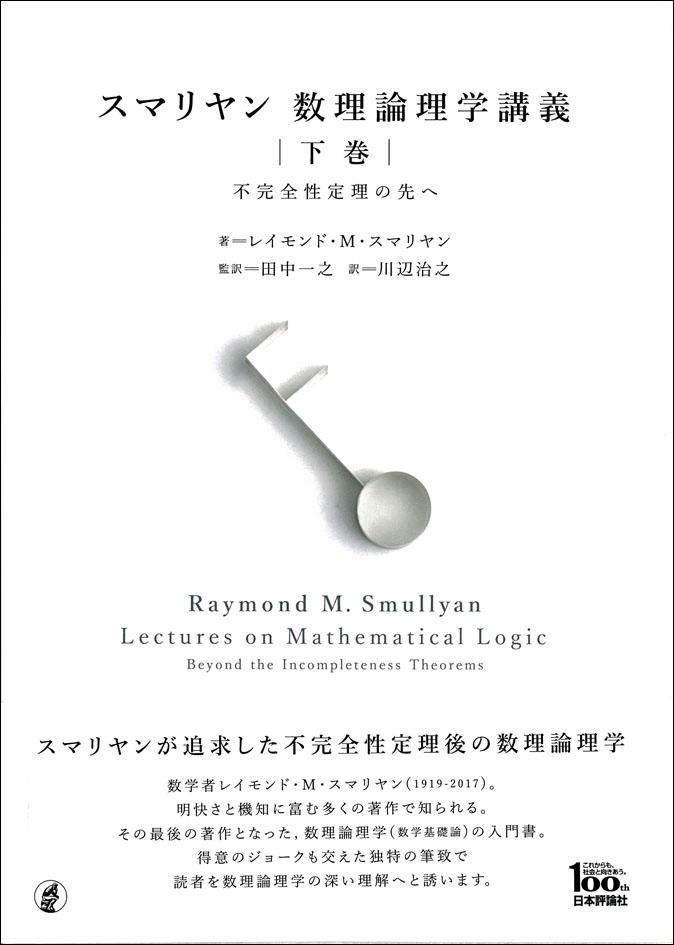 スマリヤン 数理論理学講義
|下巻|
不完全性定理の先へ
著=レイモンド・M・スマリヤン
監訳=田中一之 訳=川辺治之
Raymond M. Smullyan
Lectures on Mathematical Logic
Beyond the Incompleteness Theorems
スマリヤンが追求した不完全性定理後の数理論理学
数学者レイモンド・M・スマリヤン(1919-2017)。
明快さと機知に富む多くの著作で知られる。
その最後の著作となった，数理論理学(数学基礎論)の入門書。
得意のジョークも交えた独特の筆致で
読者を数理論理学の深い理解へと誘います。
これからも、
社会と向きあう。
100th
日本評論社